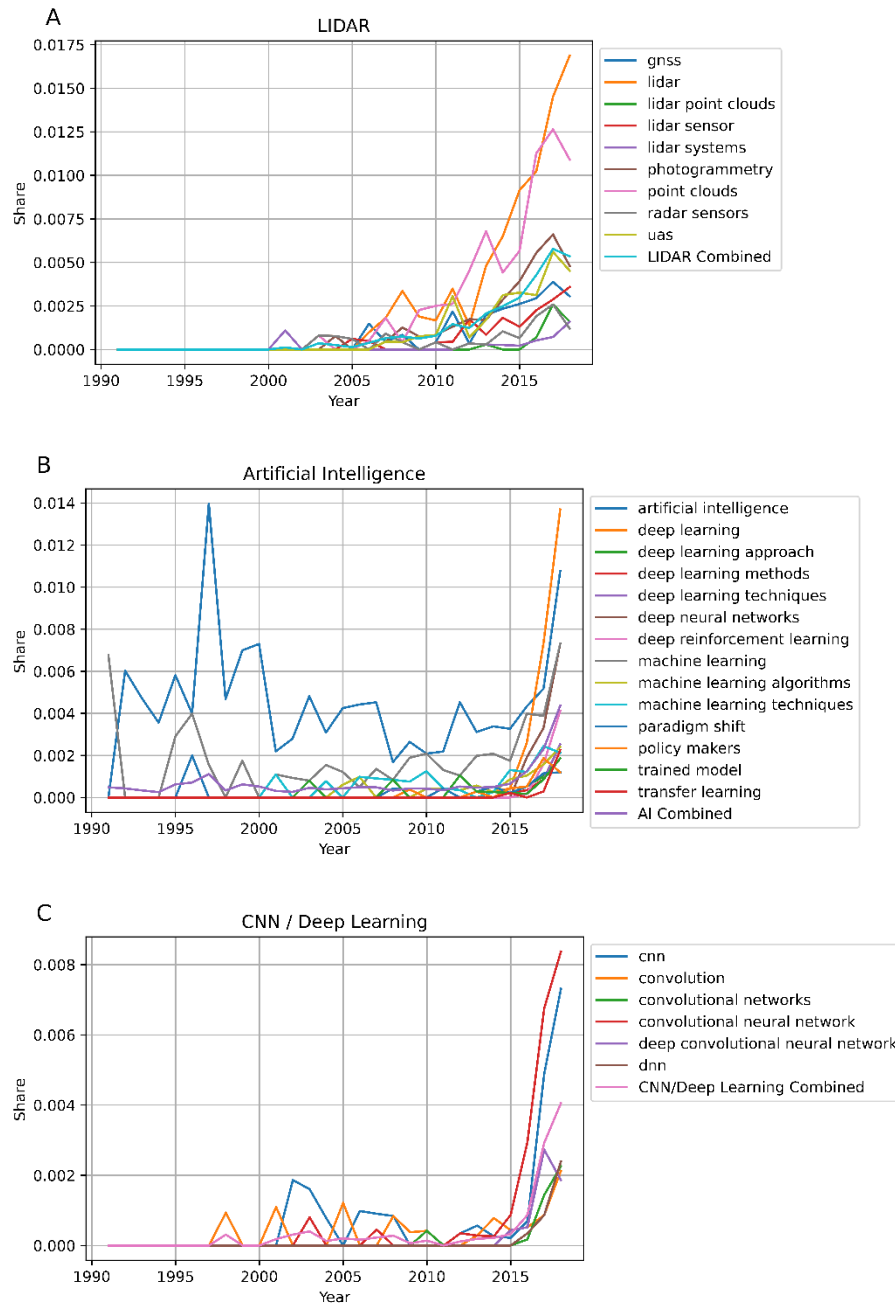 A
LIDAR
0.0175
0.0150
0.0125
0.0100
0.0075
0.0050
0.0025
0.0000
Share
1990 1995 2000 2005 2010 2015
Year
gnss
lidar
lidar point clouds
lidar sensor
lidar systems
photogrammetry
point clouds
radar sensors
uas
LIDAR Combined
B
Artificial Intelligence
0.014
0.012
0.010
0.008
0.006
0.004
0.002
0.000
Share
1990 1995 2000 2005 2010 2015
Year
artificial intelligence
deep learning
deep learning approach
deep learning methods
deep learning techniques
deep neural networks
deep reinforcement learning
machine learning
machine learning algorithms
machine learning techniques
paradigm shift
policy makers
trained model
transfer learning
AI Combined
C
CNN / Deep Learning
0.008
0.006
0.004
0.002
0.000
Share
1990 1995 2000 2005 2010 2015
Year
cnn
convolution
convolutional networks
convolutional neural network
deep convolutional neural network
dnn
CNN/Deep Learning Combined